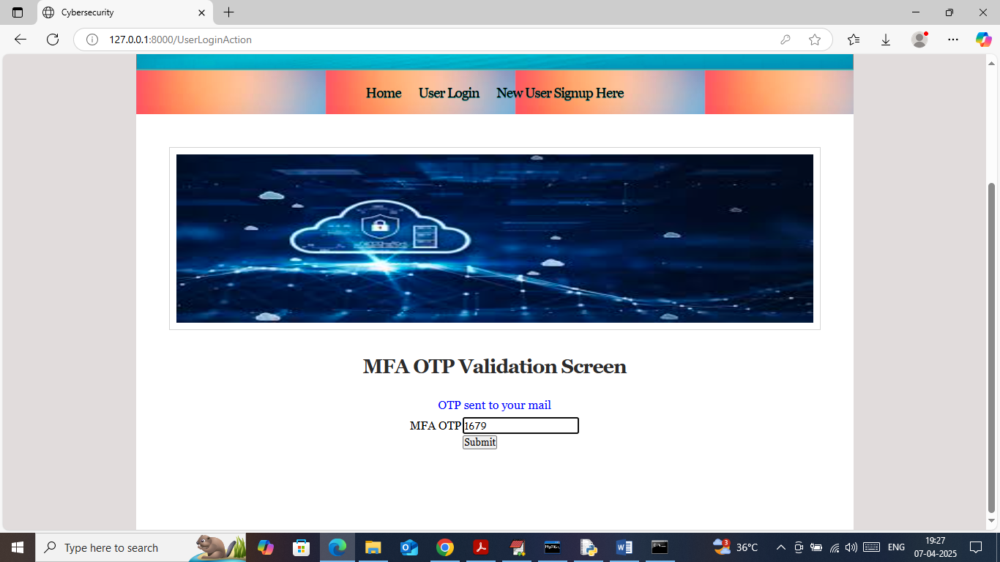 Cybersecurity
127.0.0.1:8000/UserLoginAction
Home User Login New User Signup Here
MFA OTP Validation Screen
OTP sent to your mail
MFA OTP 1679
Submit
Type here to search
3
36°C
ENG
19:27
07-04-2025